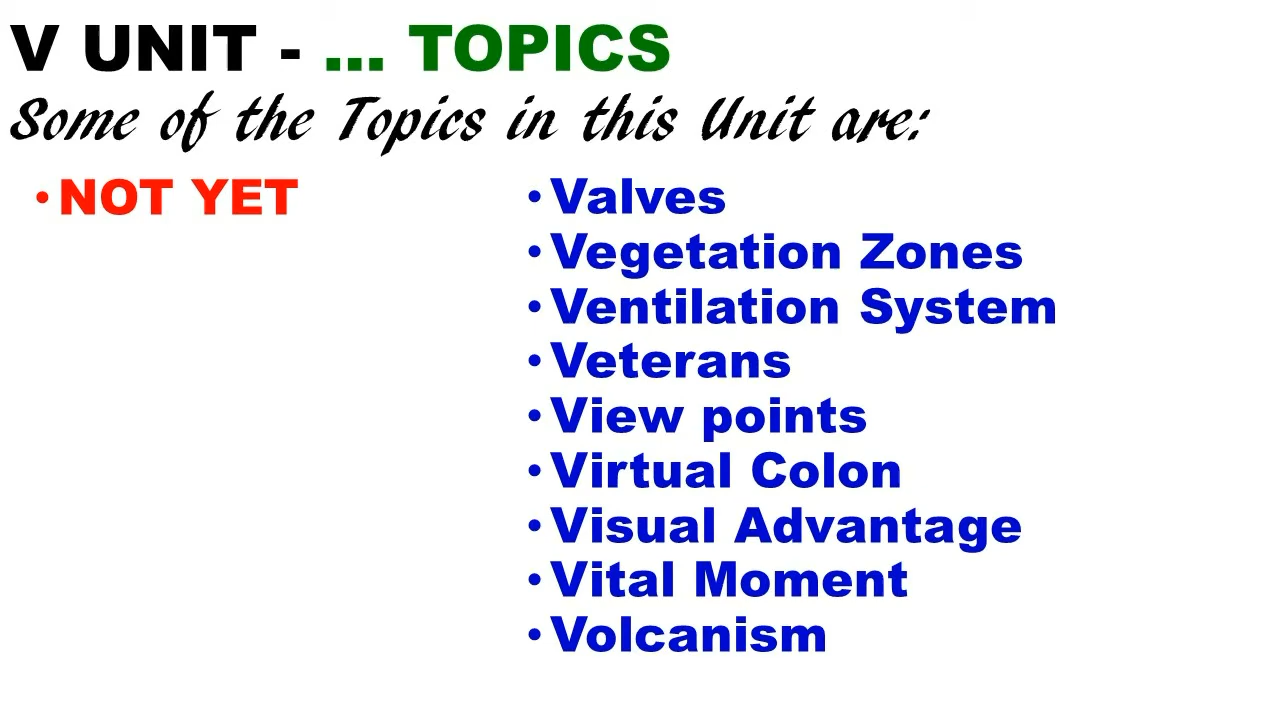 V UNIT - ... TOPICS
Some of the Topics in this Unit are:
• NOT YET
• Valves
• Vegetation Zones
• Ventilation System
• Veterans
• View points
• Virtual Colon
• Visual Advantage
• Vital Moment
• Volcanism